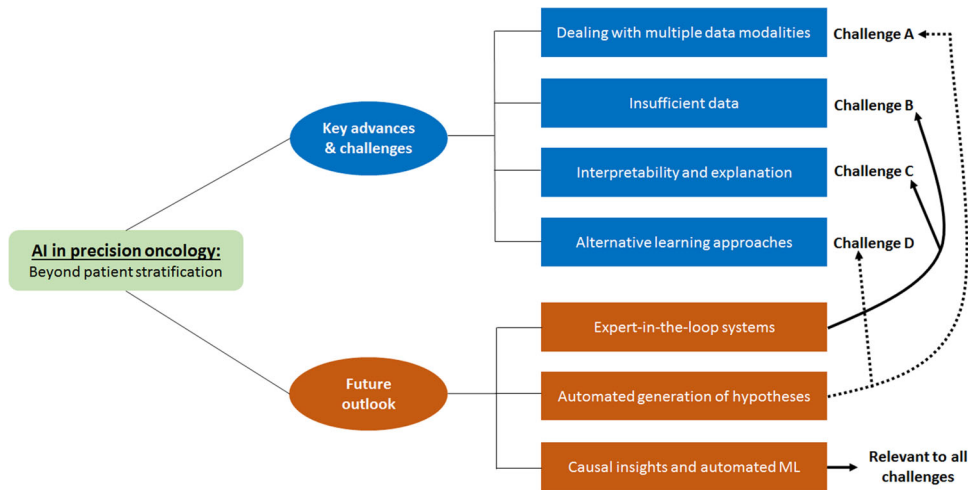 AI in precision oncology:
Beyond patient stratification
Key advances
& challenges
Dealing with multiple data modalities
Challenge A
Insufficient data
Challenge B
Interpretability and explanation
Challenge C
Alternative learning approaches
Challenge D
Future
outlook
Expert-in-the-loop systems
Automated generation of hypotheses
Causal insights and automated ML
Relevant to all
challenges